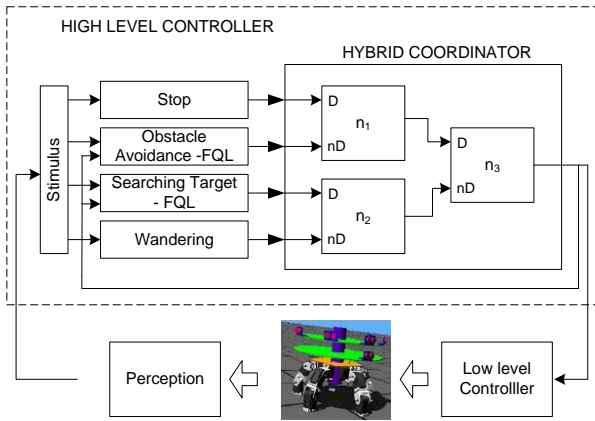 HIGH LEVEL CONTROLLER
HYBRID COORDINATOR
Stimulus
Stop
Obstacle
Avoidance -FQL
Searching Target
- FQL
Wandering
D
n1
nD
D
n2
nD
D
n3
nD
Perception
Low level
Controlller